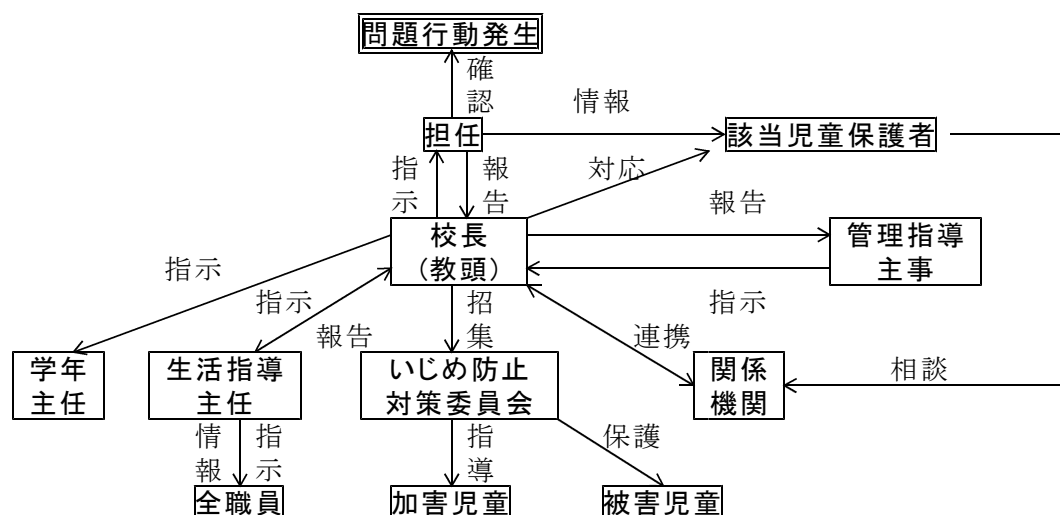 問題行動発生
確認
情報
担任
該当児童保護者
指示
報告
対応
報告
校長
（教頭）
管理指導
主事
指示
指示
報告
招集
連携
指示
学年
主任
生活指導
主任
いじめ防止
対策委員会
関係
機関
相談
情報
指示
指導
保護
全職員
加害児童
被害児童